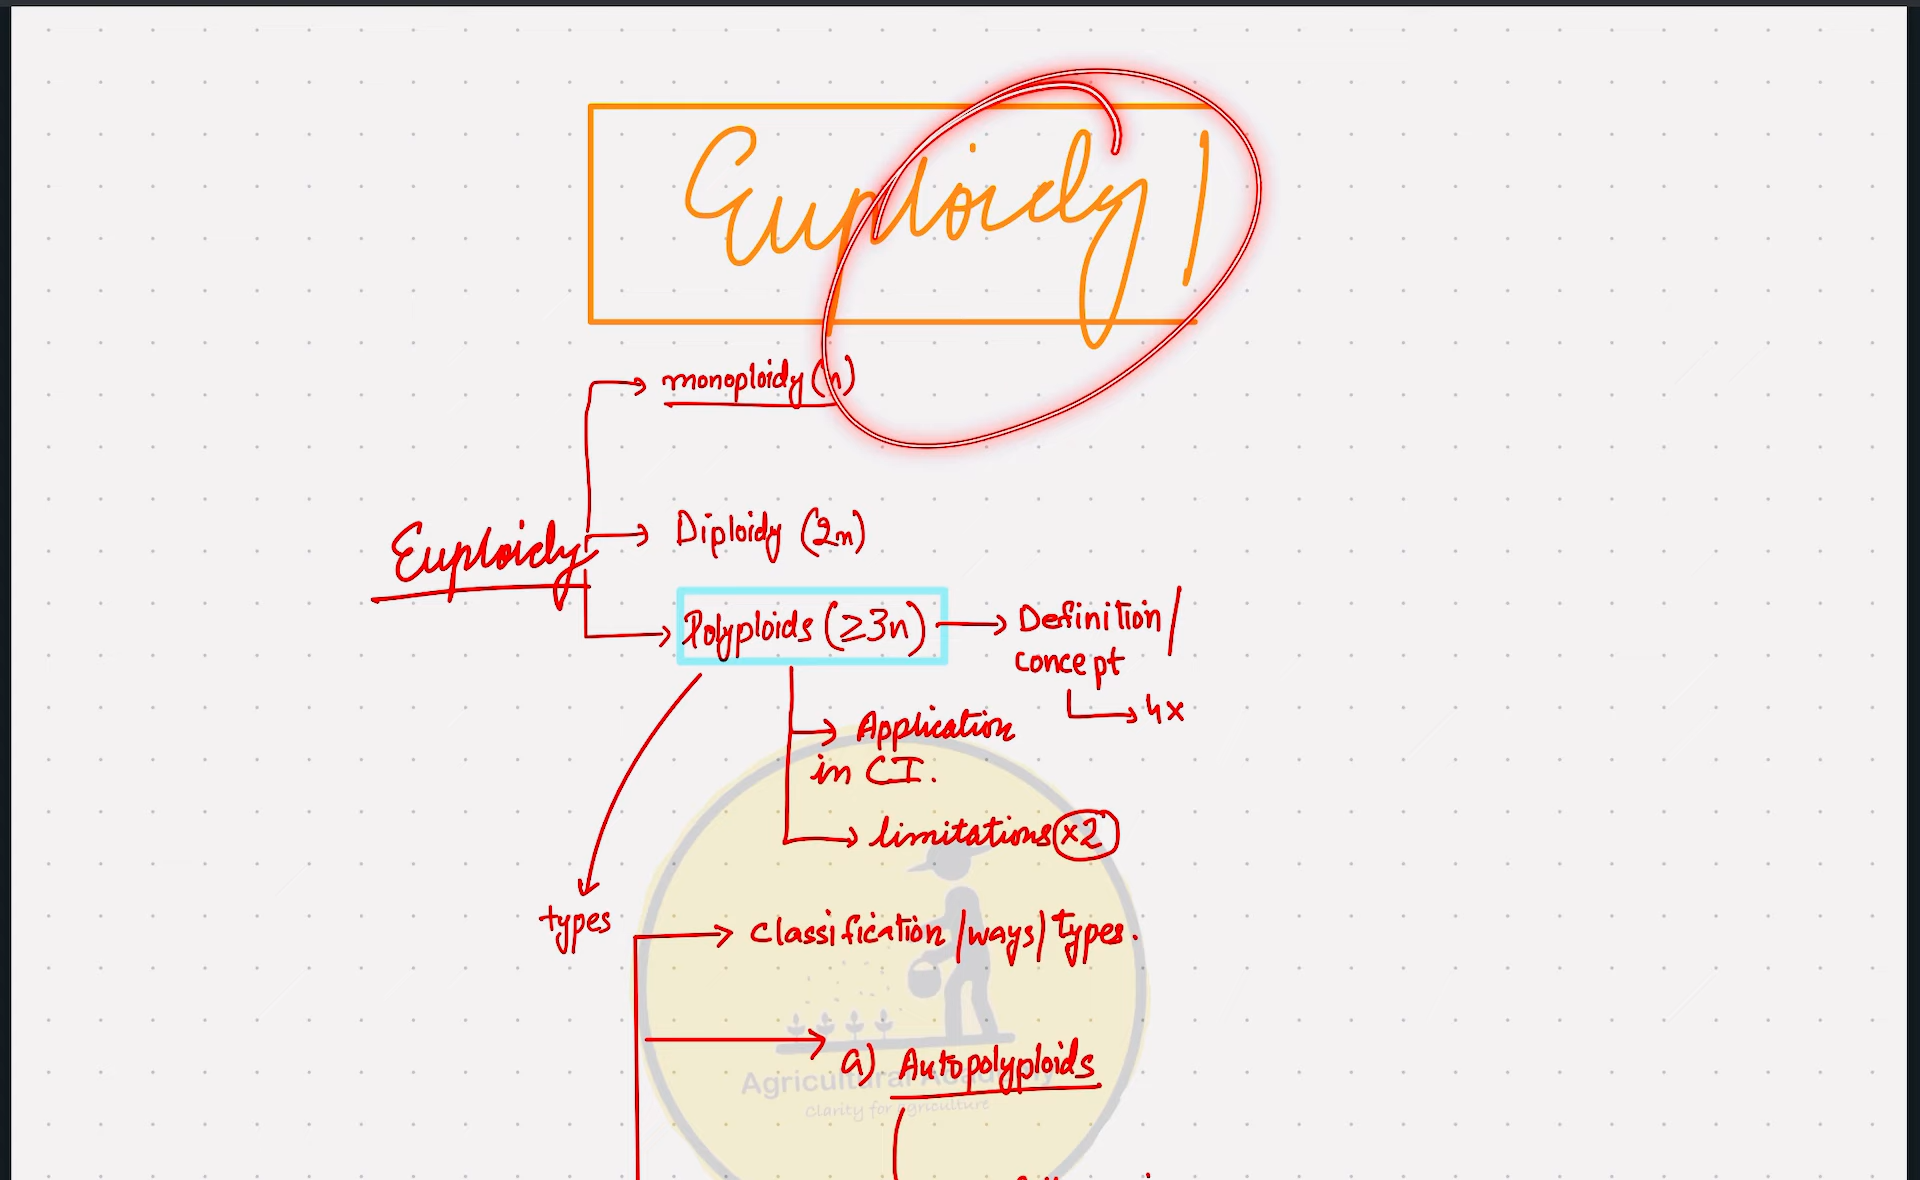 Euploidy |
monoploidy (n)
Diploidy (2n)
Euploidy
Polyploids (≥3n)
Definition /
concept
4x
Application
in CI.
limitations x2
types
Classification /ways/ types.
a) Autopolyploids
Agricultural Academy
Clarity for agriculture